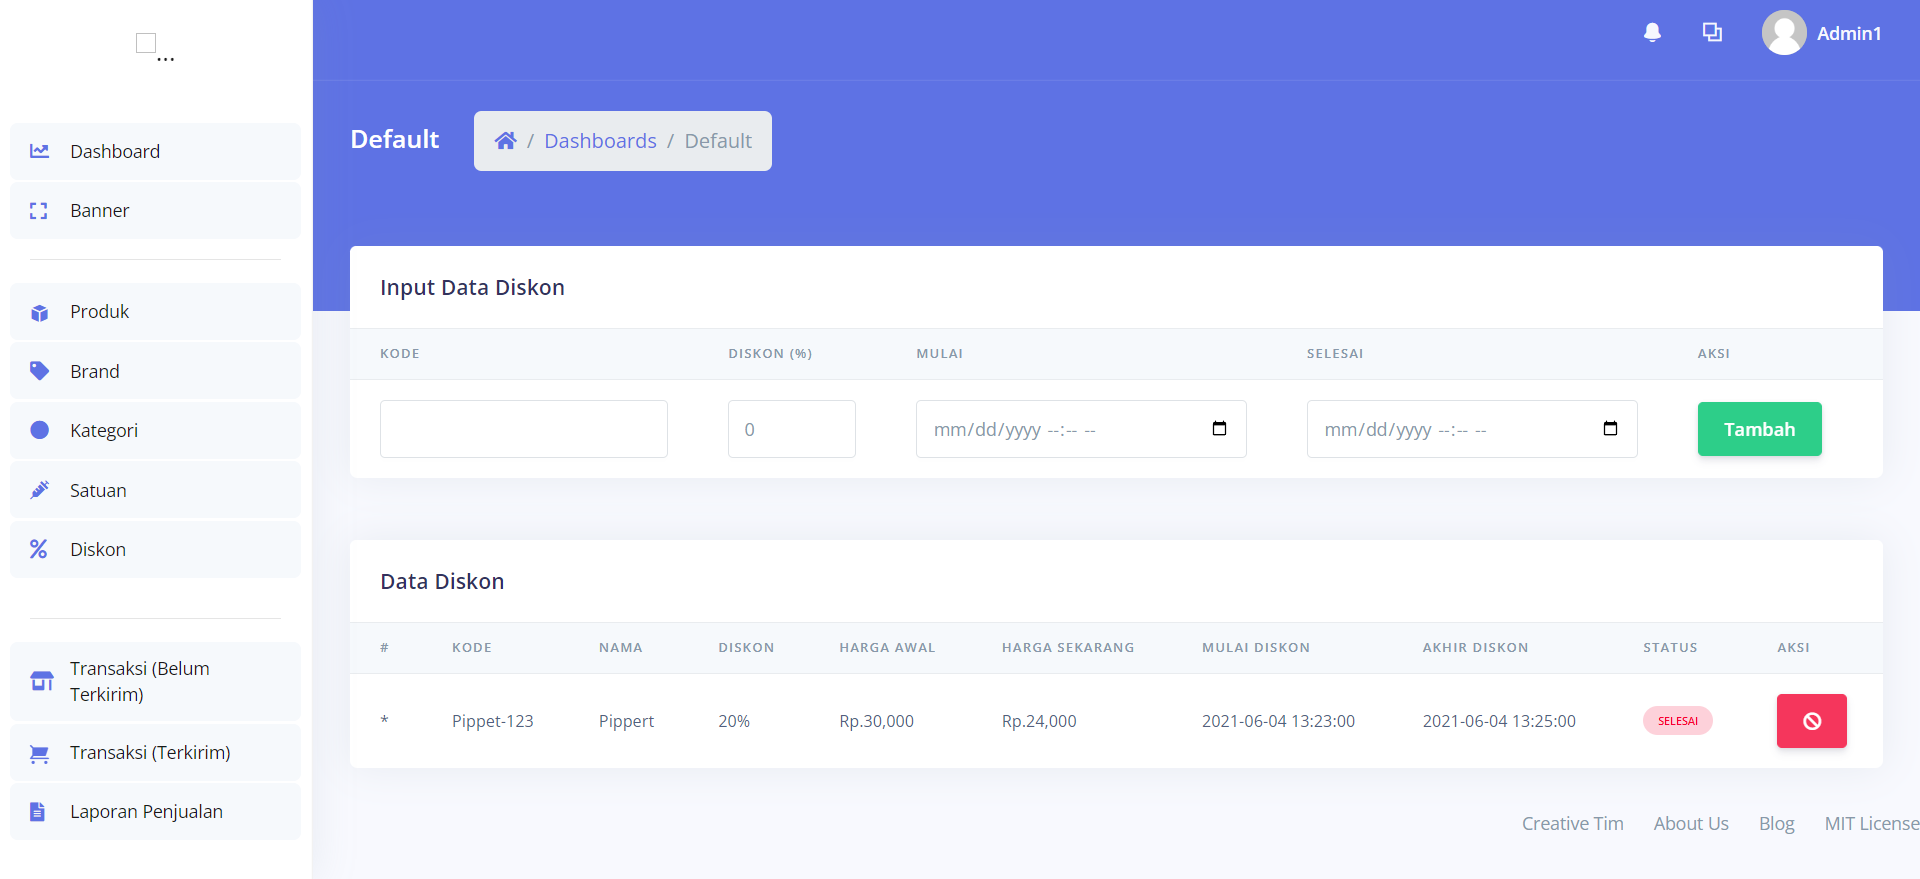 ...
Dashboard
Banner
Produk
Brand
Kategori
Satuan
Diskon
Transaksi (Belum
Terkirim)
Transaksi (Terkirim)
Laporan Penjualan
Admin1
Default
/ Dashboards / Default
Input Data Diskon
KODE DISKON (%) MULAI SELESAI AKSI
0 mm/dd/yyyy --:-- -- mm/dd/yyyy --:-- -- Tambah
Data Diskon
# KODE NAMA DISKON HARGA AWAL HARGA SEKARANG MULAI DISKON AKHIR DISKON STATUS AKSI
* Pippet-123 Pippert 20% Rp.30,000 Rp.24,000 2021-06-04 13:23:00 2021-06-04 13:25:00 SELESAI
Creative Tim About Us Blog MIT License